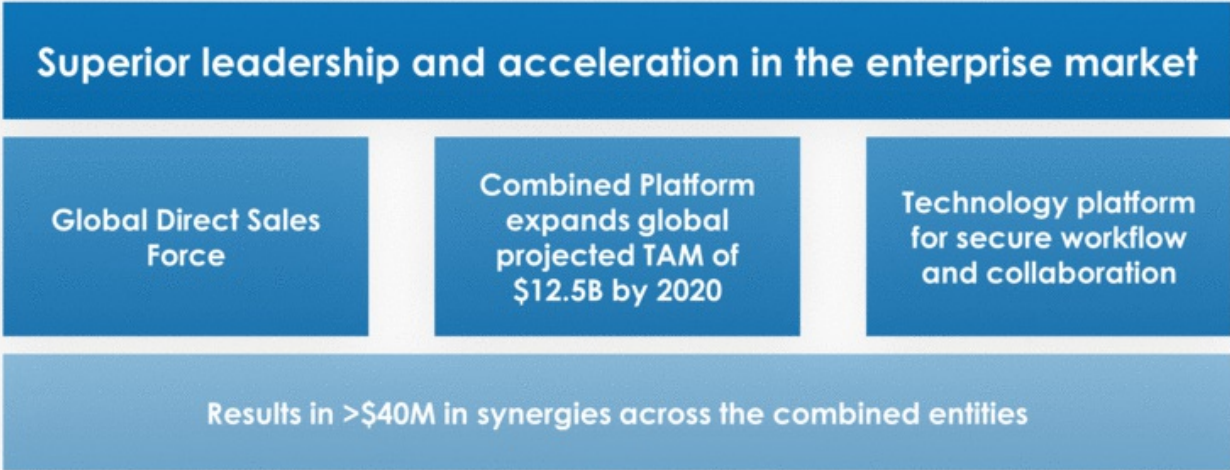 Superior leadership and acceleration in the enterprise market
Global Direct Sales
Force
Combined Platform
expands global
projected TAM of
$12.5B by 2020
Technology platform
for secure workflow
and collaboration
Results in >$40M in synergies across the combined entities